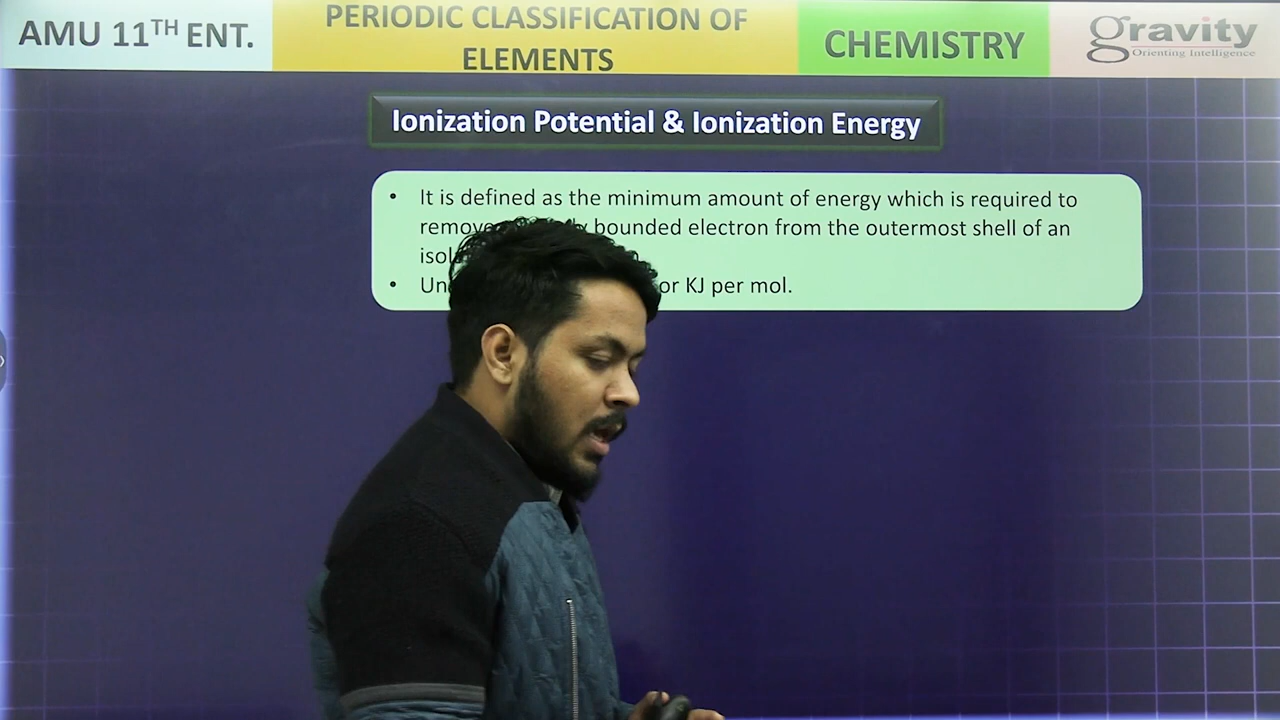 AMU 11TH ENT.
PERIODIC CLASSIFICATION OF
ELEMENTS
CHEMISTRY
gravity
Orienting Intelligence
Ionization Potential & Ionization Energy
• It is defined as the minimum amount of energy which is required to
remove bounded electron from the outermost shell of an
• or KJ per mol.